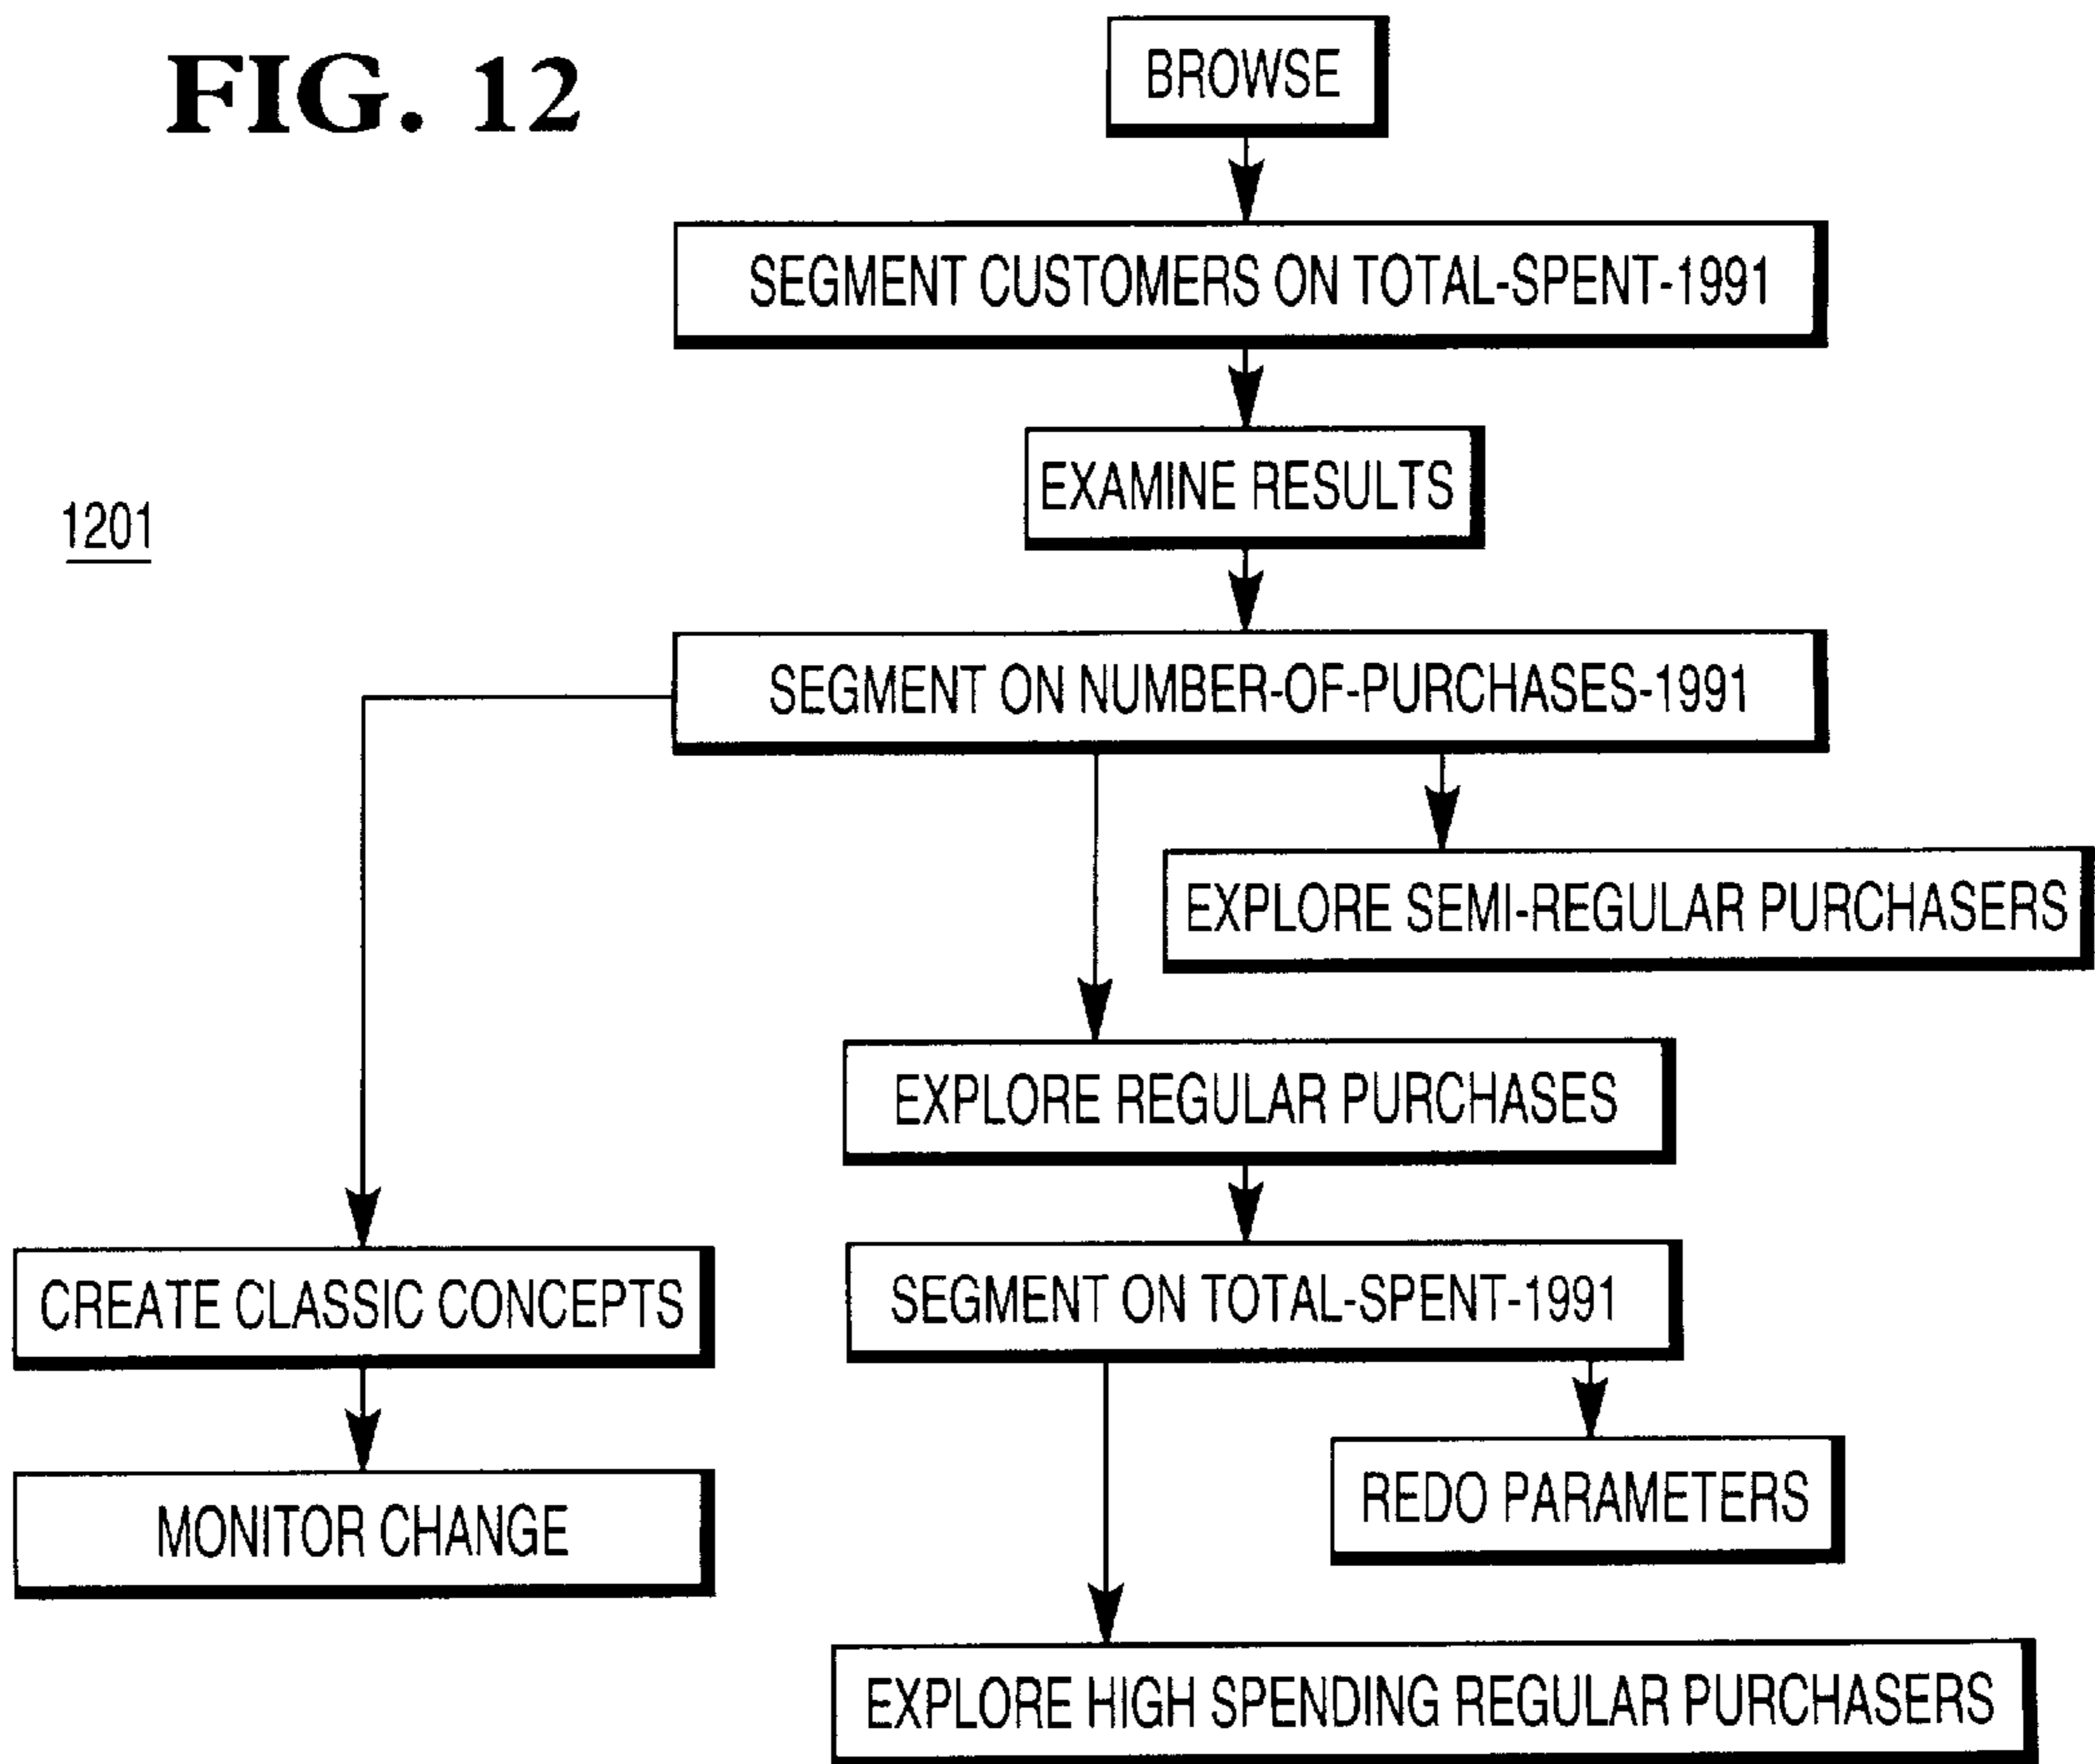 FIG. 12
BROWSE
SEGMENT CUSTOMERS ON TOTAL-SPENT-1991
EXAMINE RESULTS
1201
SEGMENT ON NUMBER-OF-PURCHASES-1991
EXPLORE SEMI-REGULAR PURCHASERS
EXPLORE REGULAR PURCHASES
CREATE CLASSIC CONCEPTS
SEGMENT ON TOTAL-SPENT-1991
MONITOR CHANGE
REDO PARAMETERS
EXPLORE HIGH SPENDING REGULAR PURCHASERS